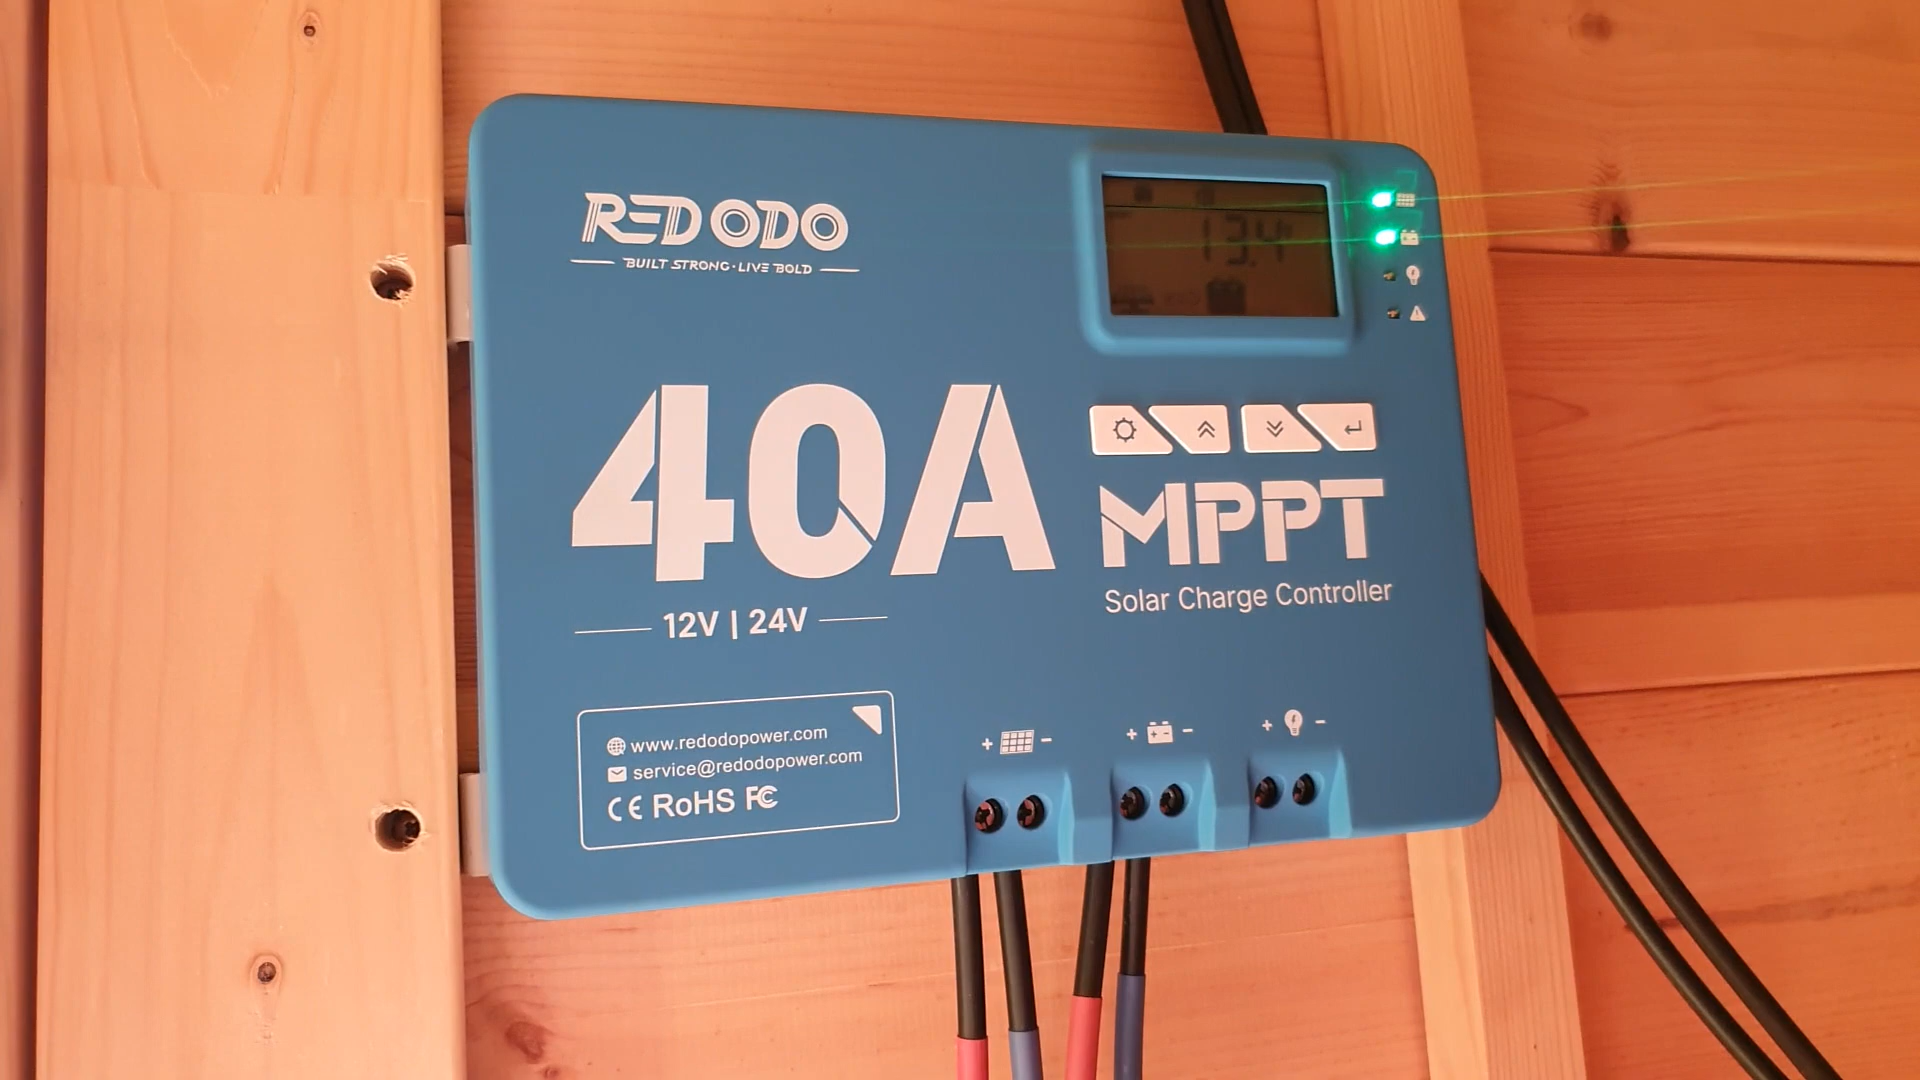 REDODO
BUILT STRONG · LIVE BOLD
13.4
40A
MPPT
Solar Charge Controller
12V | 24V
www.redodopower.com
service@redodopower.com
CE RoHS FC
+ -
+ -
+ -